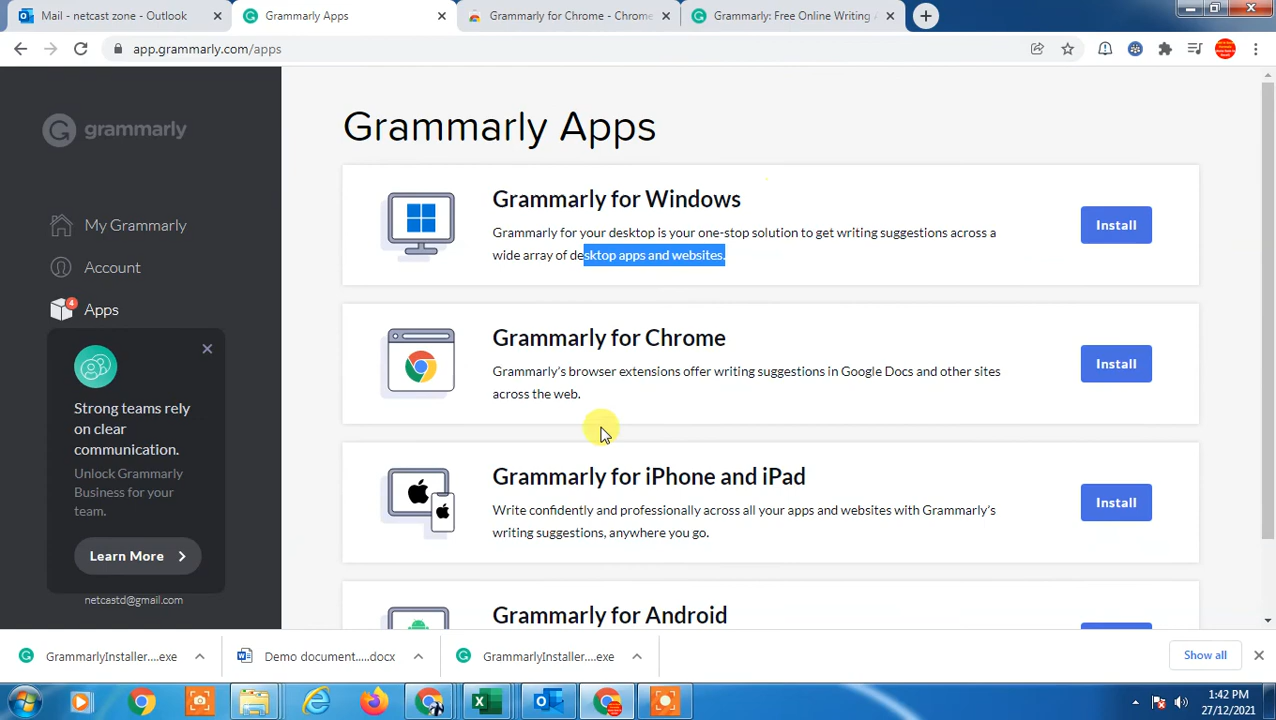 Mail - netcast zone - Outlook
Grammarly Apps
Grammarly for Chrome - Chrome
Grammarly: Free Online Writing
app.grammarly.com/apps
grammarly
My Grammarly
Account
4
Apps
Strong teams rely
on clear
communication.
Unlock Grammarly
Business for your
team.
Learn More
netcastd@gmail.com
Grammarly Apps
Grammarly for Windows
Grammarly for your desktop is your one-stop solution to get writing suggestions across a
wide array of desktop apps and websites.
Install
Grammarly for Chrome
Grammarly's browser extensions offer writing suggestions in Google Docs and other sites
across the web.
Install
Grammarly for iPhone and iPad
Write confidently and professionally across all your apps and websites with Grammarly's
writing suggestions, anywhere you go.
Install
Grammarly for Android
GrammarlyInstaller....exe
Demo document.....docx
GrammarlyInstaller....exe
Show all
1:42 PM
27/12/2021